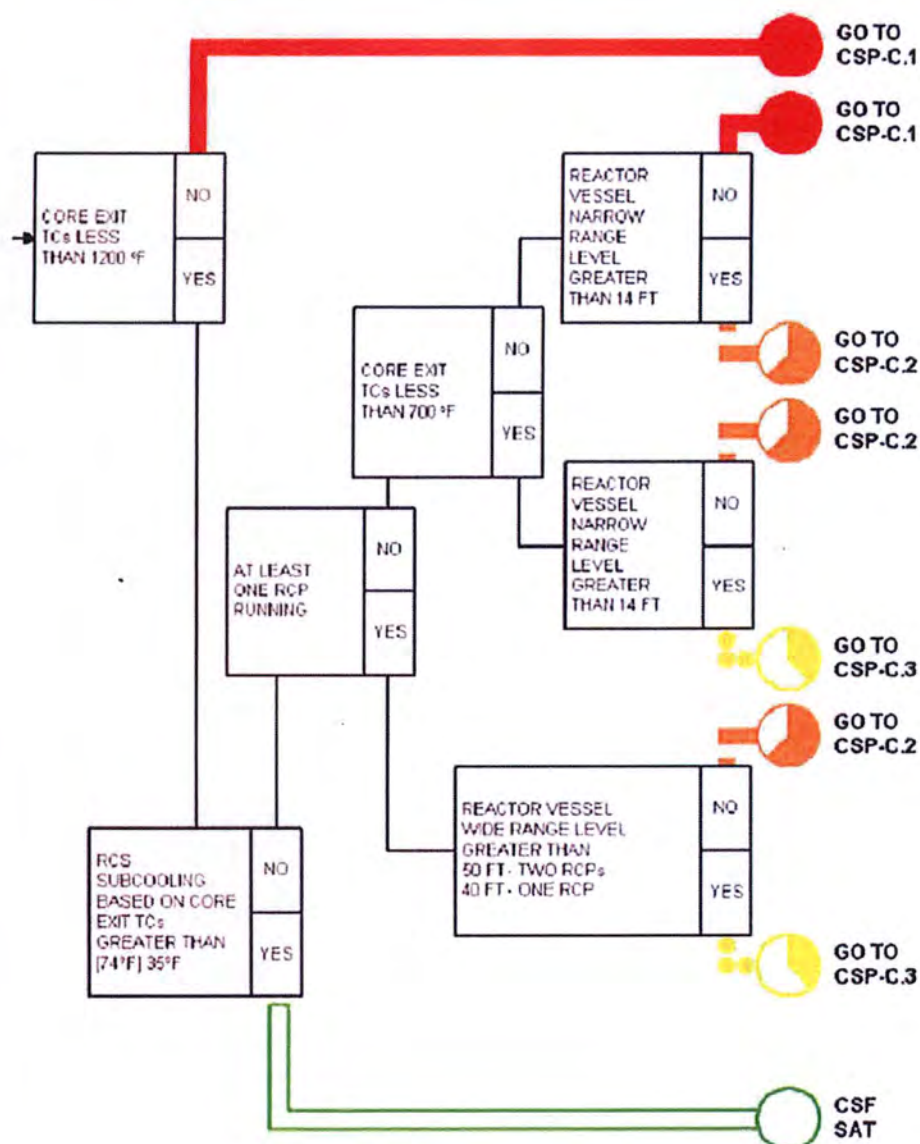 GO TO
CSP-C.1
GO TO
CSP-C.1
CORE EXIT
TCs LESS
THAN 1200 ºF
NO
YES
REACTOR
VESSEL
NARROW
RANGE
LEVEL
GREATER
THAN 14 FT
NO
YES
GO TO
CSP-C.2
CORE EXIT
TCs LESS
THAN 700 ºF
NO
YES
GO TO
CSP-C.2
REACTOR
VESSEL
NARROW
RANGE
LEVEL
GREATER
THAN 14 FT
NO
YES
AT LEAST
ONE RCP
RUNNING
NO
YES
GO TO
CSP-C.3
GO TO
CSP-C.2
REACTOR VESSEL
WIDE RANGE LEVEL
GREATER THAN
50 FT - TWO RCPs
40 FT - ONE RCP
NO
YES
RCS
SUBCOOLING
BASED ON CORE
EXIT TCs
GREATER THAN
[74°F] 35°F
NO
YES
GO TO
CSP-C.3
CSF
SAT